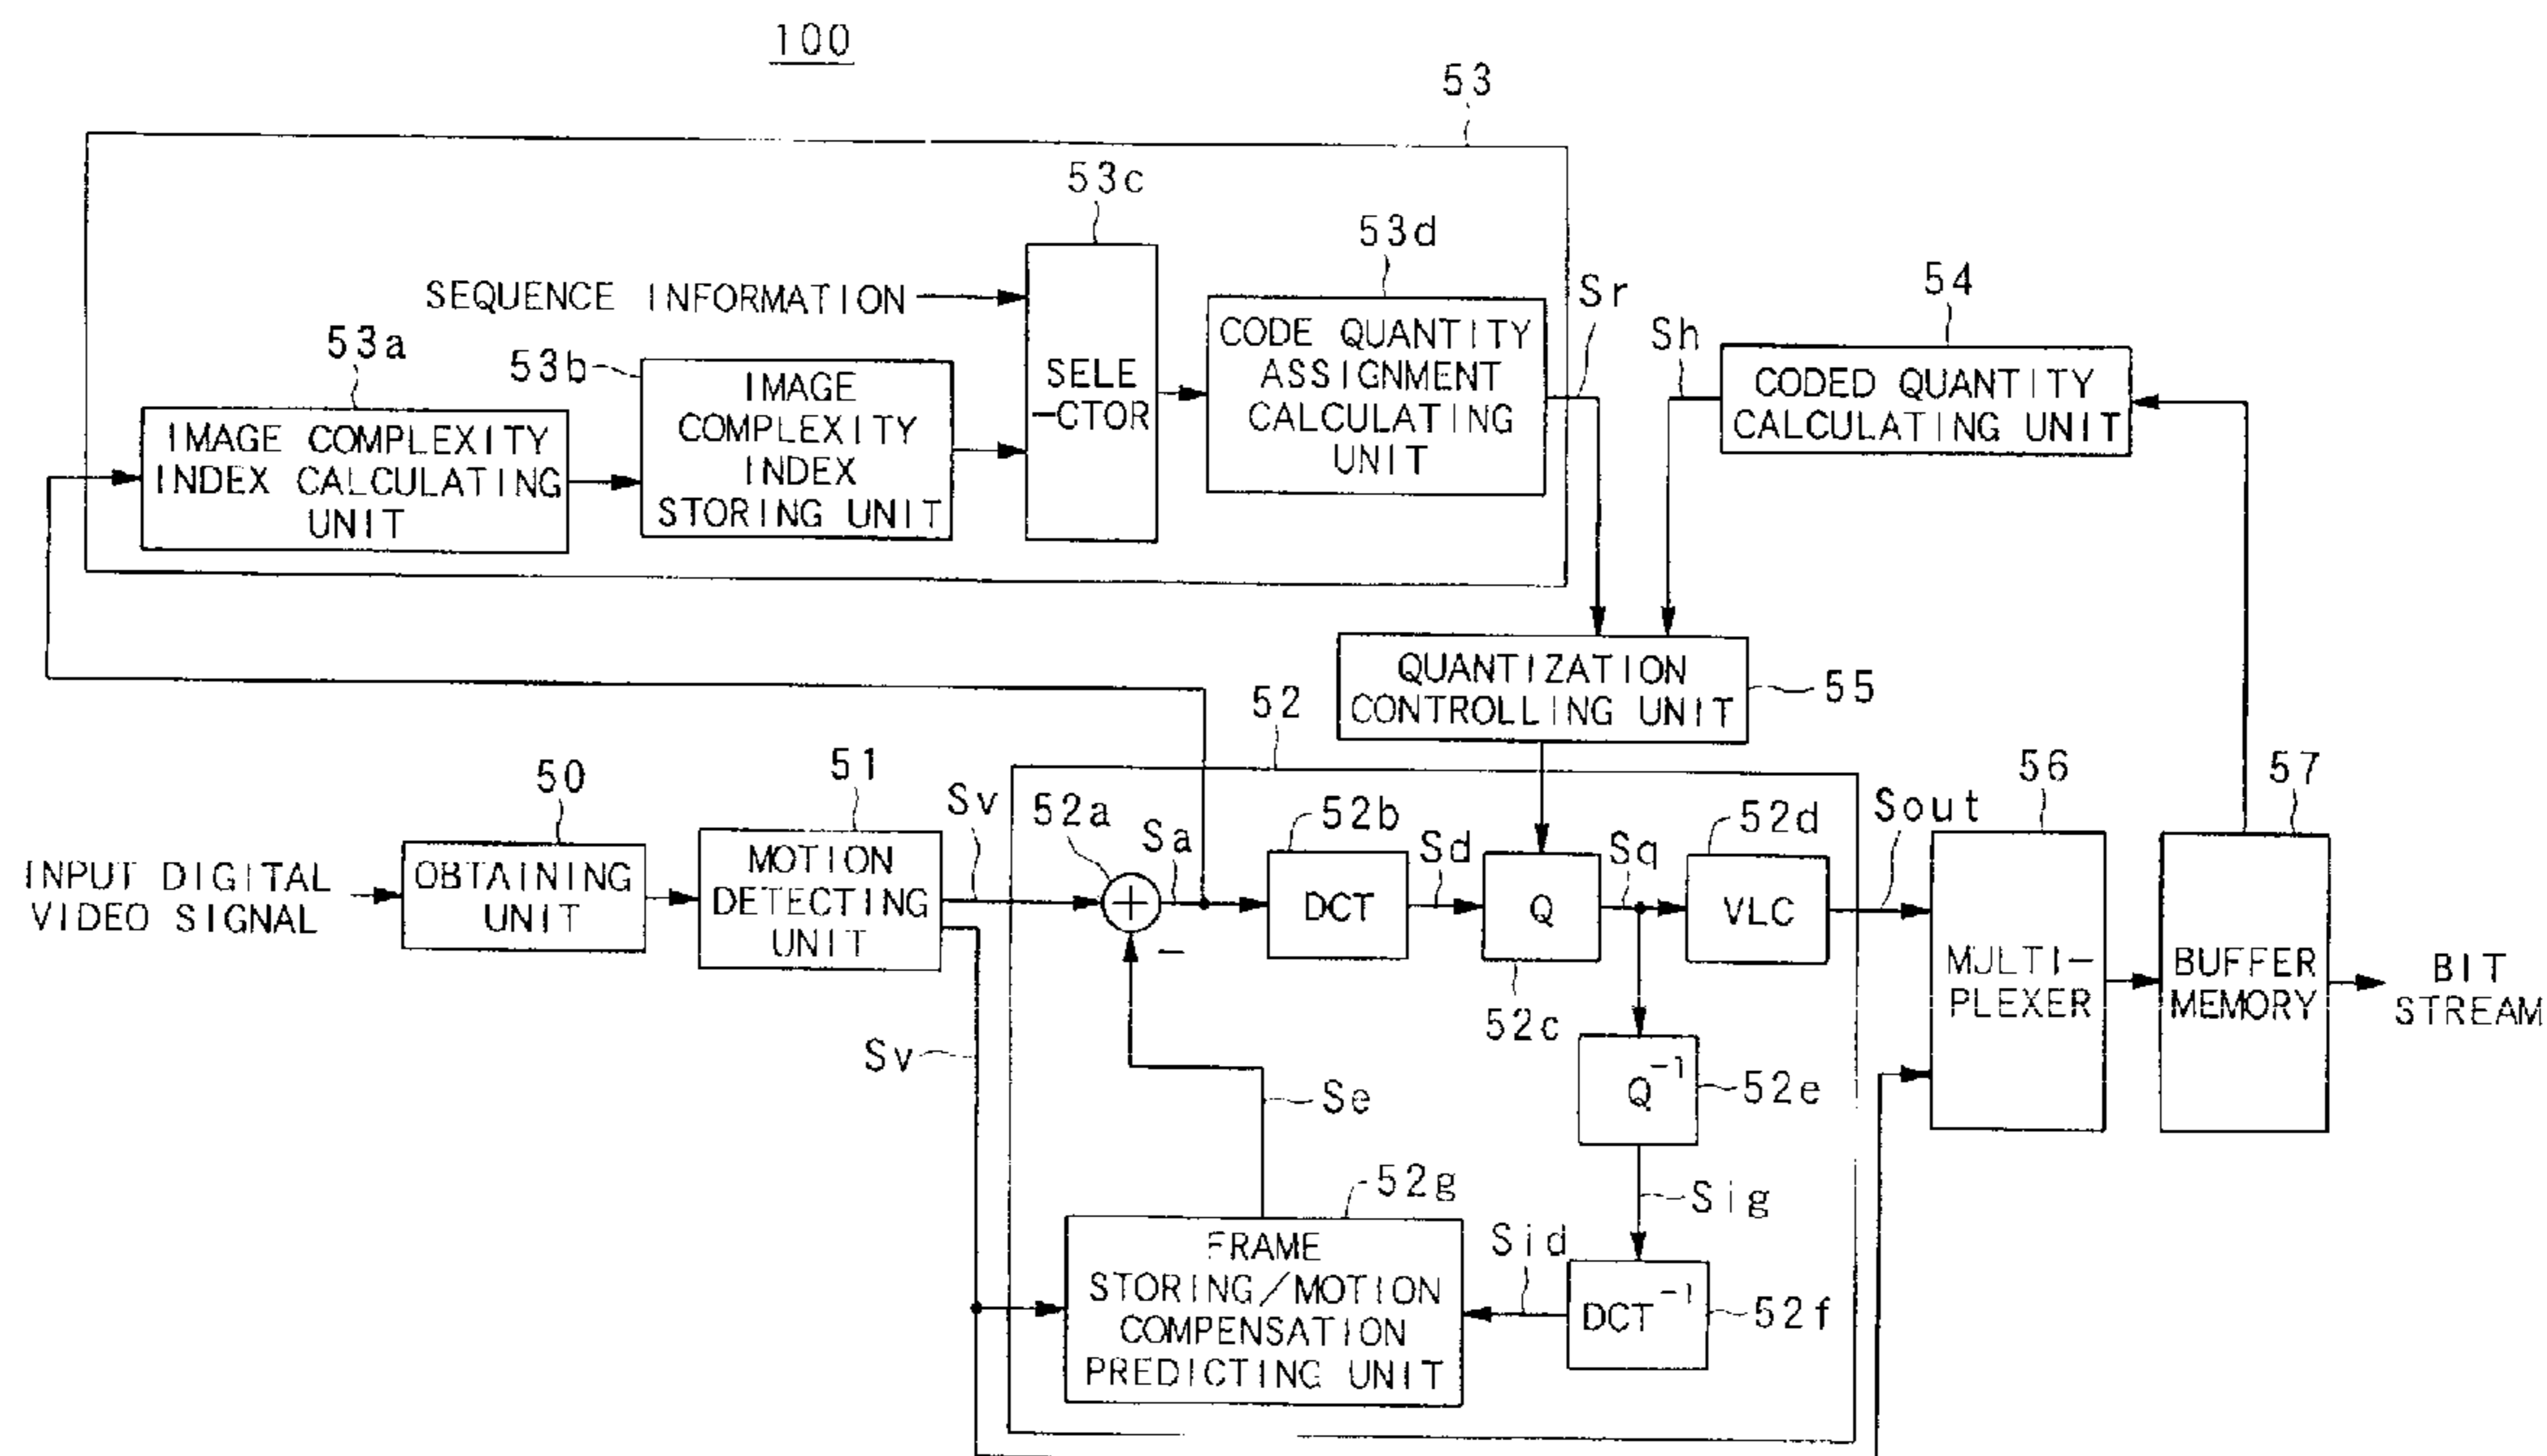 100
53
53c
53d
SEQUENCE INFORMATION
Sr
54
53a
53b
IMAGE COMPLEXITY
INDEX CALCULATING
UNIT
IMAGE
COMPLEXITY
INDEX
STORING UNIT
SELE
-CTOR
CODE QUANTITY
ASSIGNMENT
CALCULATING
UNIT
Sh
CODED QUANTITY
CALCULATING UNIT
QUANTIZATION
CONTROLLING UNIT
55
52
50
51
Sv
52a
Sa
52b
Sd
Sq
52d
Sout
56
57
INPUT DIGITAL
VIDEO SIGNAL
OBTAINING
UNIT
MOTION
DETECTING
UNIT
+
-
DCT
Q
52c
VLC
MULTI-
PLEXER
BUFFER
MEMORY
BIT
STREAM
Sv
Se
Q-1
52e
52g
Sig
Sid
FRAME
STORING/MOTION
COMPENSATION
PREDICTING UNIT
DCT-1
52f